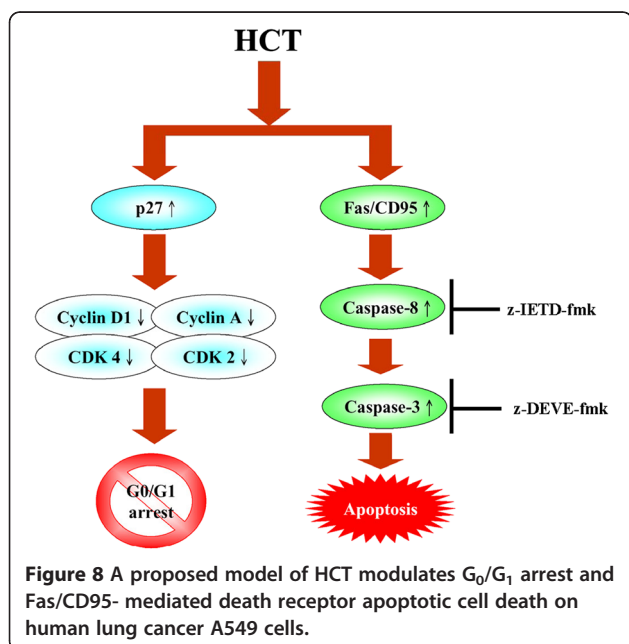 HCT
p27 ↑
Fas/CD95 ↑
Cyclin D1 ↓
Cyclin A ↓
CDK 4 ↓
CDK 2 ↓
Caspase-8 ↑
z-IETD-fmk
Caspase-3 ↑
z-DEVE-fmk
G0/G1
arrest
Apoptosis
Figure 8 A proposed model of HCT modulates G₀/G₁ arrest and
Fas/CD95- mediated death receptor apoptotic cell death on
human lung cancer A549 cells.